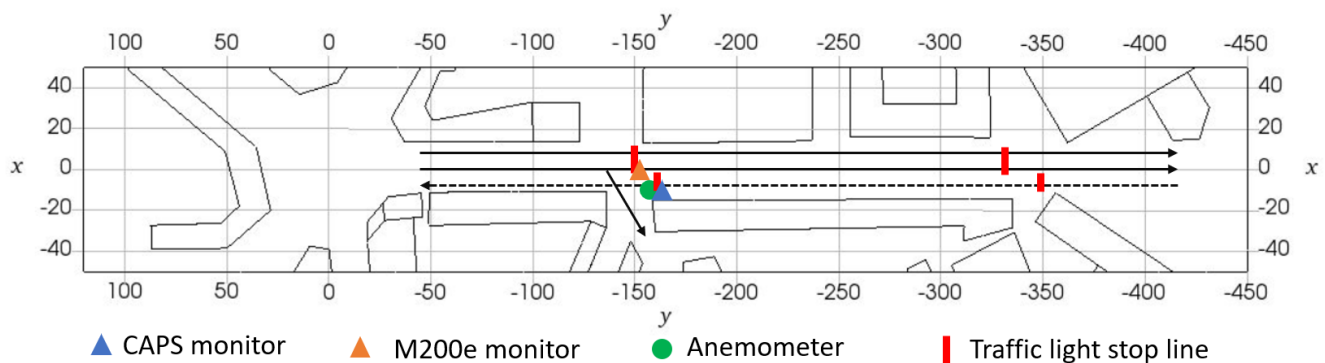 y
100 50 0 -50 -100 -150 -200 -250 -300 -350 -400 -450
40 40
20 20
x 0 0 x
-20 -20
-40 -40
100 50 0 -50 -100 -150 -200 -250 -300 -350 -400 -450
y
CAPS monitor M200e monitor Anemometer Traffic light stop line